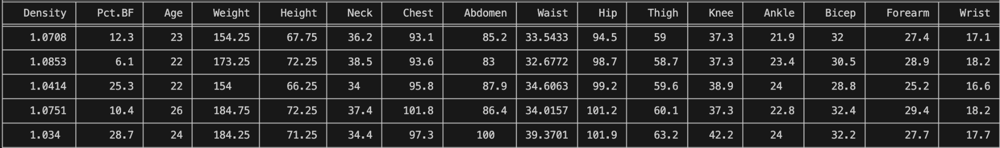 Density Pct.BF Age Weight Height Neck Chest Abdomen Waist Hip Thigh Knee Ankle Bicep Forearm Wrist
1.0708 12.3 23 154.25 67.75 36.2 93.1 85.2 33.5433 94.5 59 37.3 21.9 32 27.4 17.1
1.0853 6.1 22 173.25 72.25 38.5 93.6 83 32.6772 98.7 58.7 37.3 23.4 30.5 28.9 18.2
1.0414 25.3 22 154 66.25 34 95.8 87.9 34.6063 99.2 59.6 38.9 24 28.8 25.2 16.6
1.0751 10.4 26 184.75 72.25 37.4 101.8 86.4 34.0157 101.2 60.1 37.3 22.8 32.4 29.4 18.2
1.034 28.7 24 184.25 71.25 34.4 97.3 100 39.3701 101.9 63.2 42.2 24 32.2 27.7 17.7